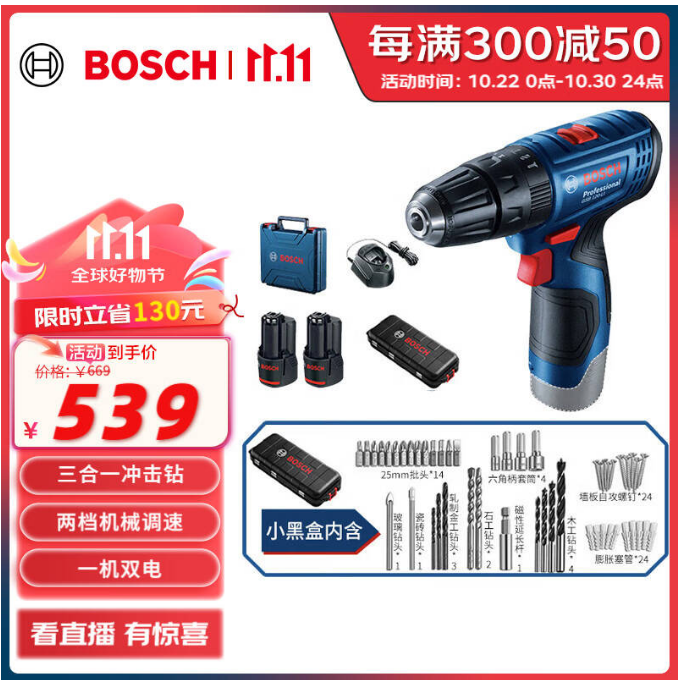 BOSCH
11.11
每满300减50
活动时间：10.22 0点-10.30 24点
BOSCH
Professional
11.11
全球好物节
限时立省130元
活动 到手价
价格：￥669
￥539
三合一冲击钻
两档机械调速
一机双电
看直播 有惊喜
BOSCH
BOSCH
BOSCH
小黑盒内含
25mm批头*14
六角柄套筒*4
墙板自攻螺钉*24
玻璃钻头*1
瓷砖钻头*1
轧制金工钻头*3
石工钻头*2
磁性延长杆*1
木工钻头*4
膨胀塞管*24